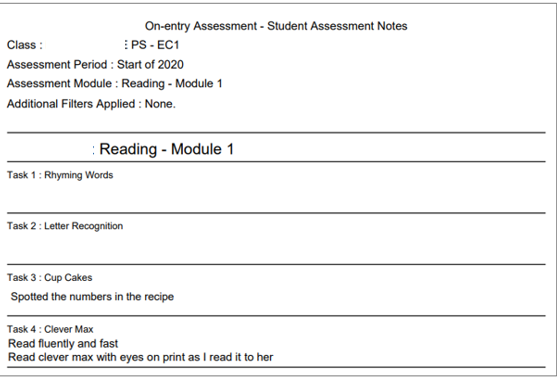 On-entry Assessment - Student Assessment Notes
Class : PS - EC1
Assessment Period : Start of 2020
Assessment Module : Reading - Module 1
Additional Filters Applied : None.
: Reading - Module 1
Task 1 : Rhyming Words
Task 2 : Letter Recognition
Task 3 : Cup Cakes
Spotted the numbers in the recipe
Task 4 : Clever Max
Read fluently and fast
Read clever max with eyes on print as I read it to her